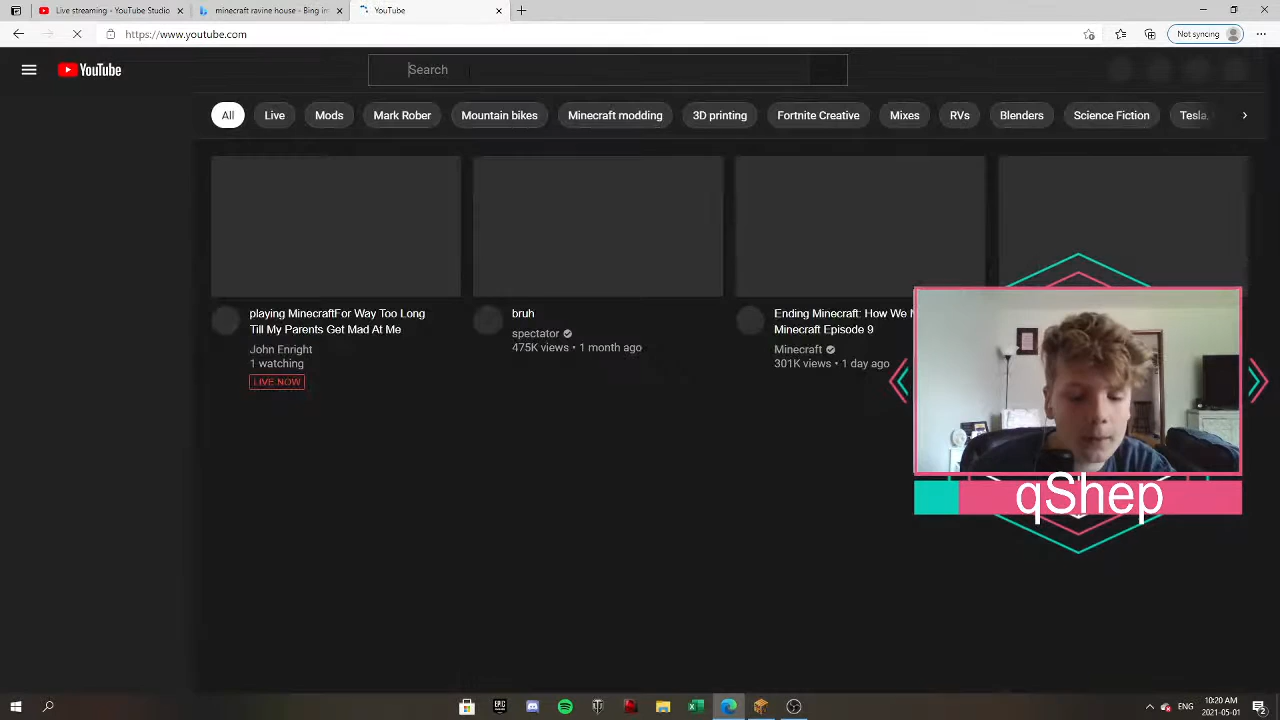 Live streaming - YouTube Studio
minecraft ravine house - Bing im
YouTube
https://www.youtube.com
Not syncing
YouTube
Search
All
Live
Mods
Mark Rober
Mountain bikes
Minecraft modding
3D printing
Fortnite Creative
Mixes
RVs
Blenders
Science Fiction
Tesla,
playing MinecraftFor Way Too Long
Till My Parents Get Mad At Me
John Enright
1 watching
LIVE NOW
bruh
spectator
475K views • 1 month ago
Ending Minecraft: How We M
Minecraft Episode 9
Minecraft
301K views • 1 day ago
qShep
EPIC
ENG
10:20 AM
2021-05-01
2